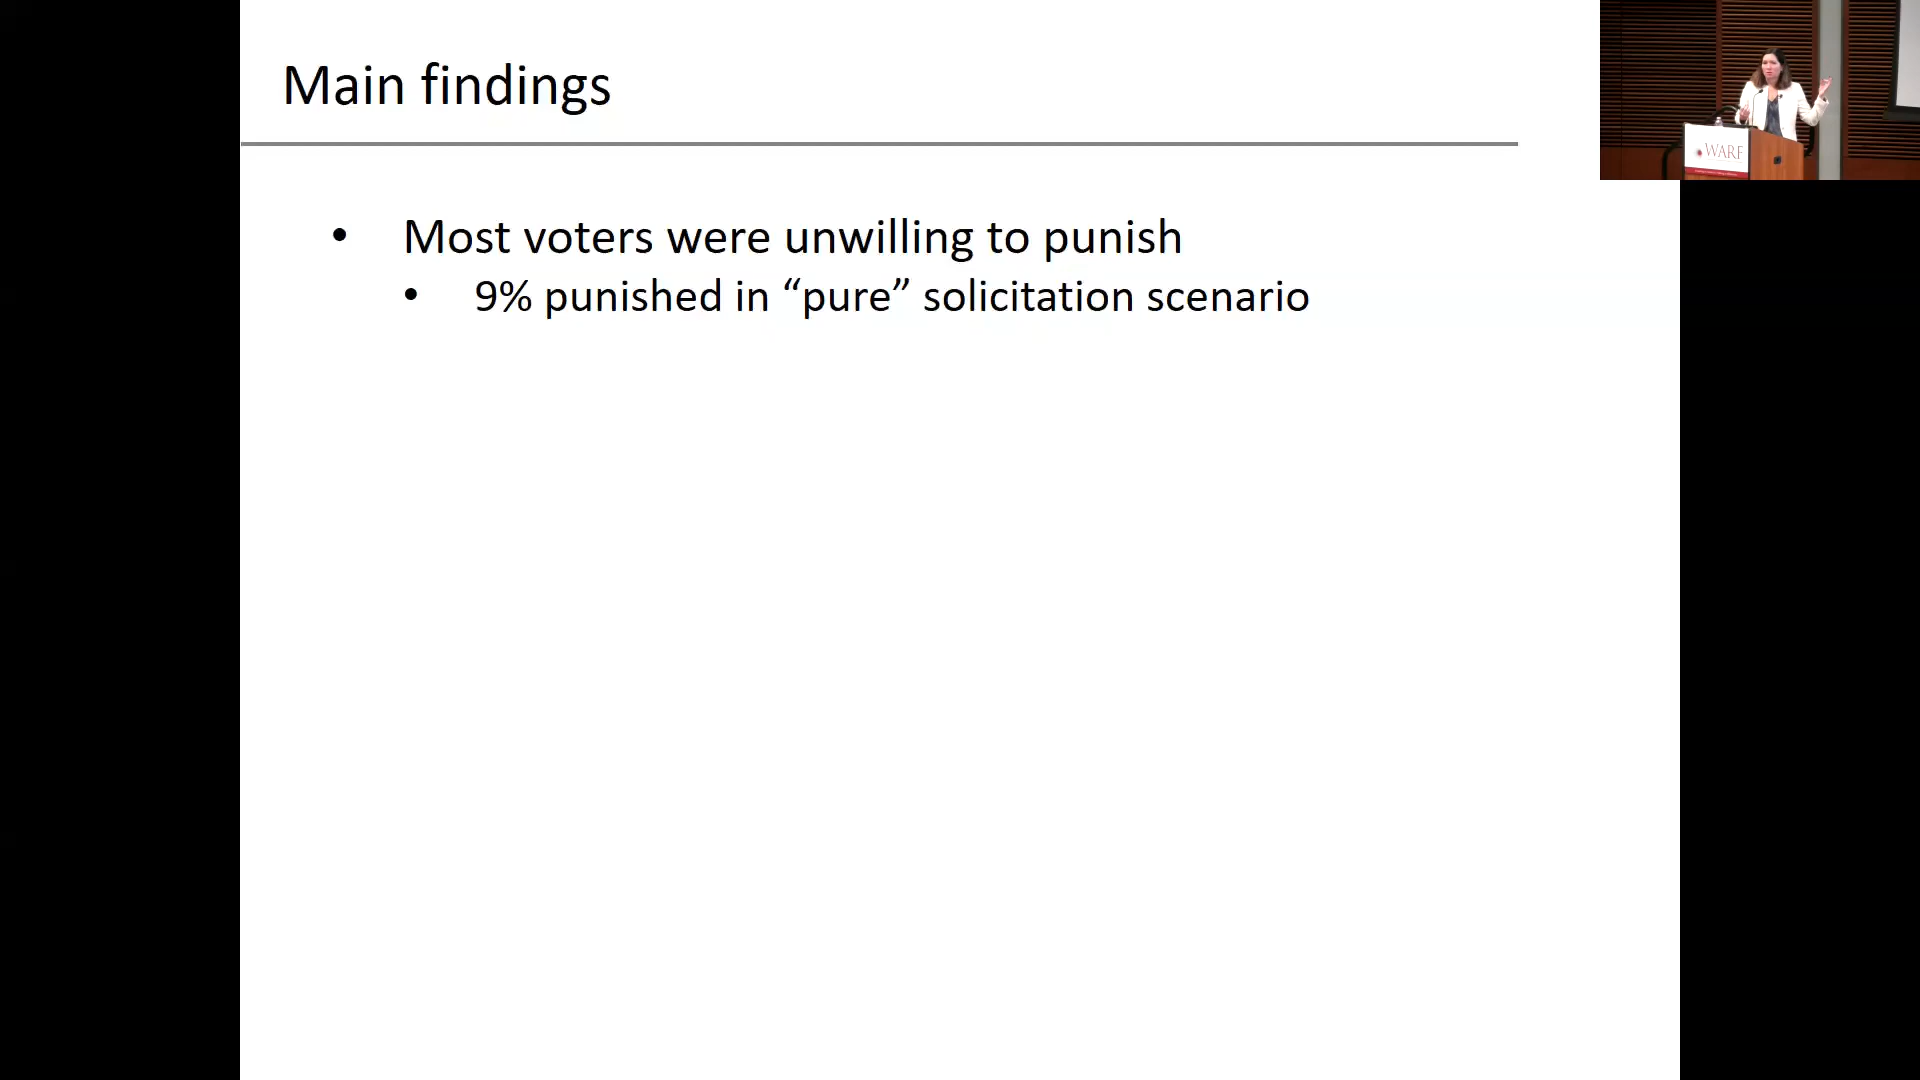 Main findings
• Most voters were unwilling to punish
• 9% punished in “pure” solicitation scenario
WARF